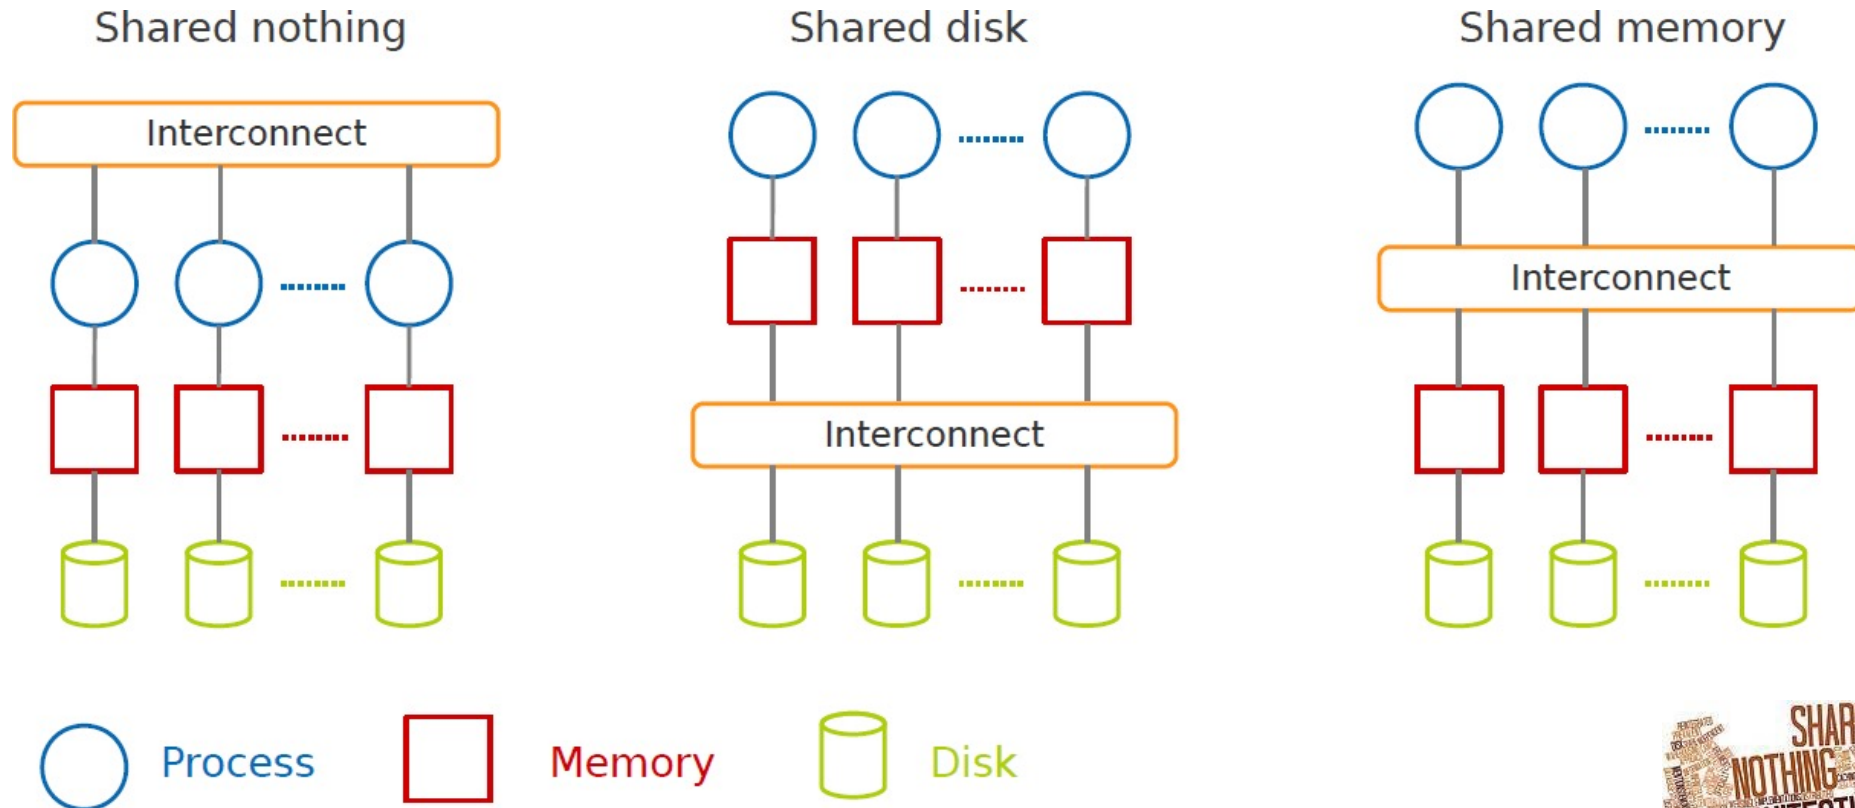 Shared nothing
Shared disk
Shared memory
Interconnect
Interconnect
Interconnect
Process
Memory
Disk
SHAR
NOTHING